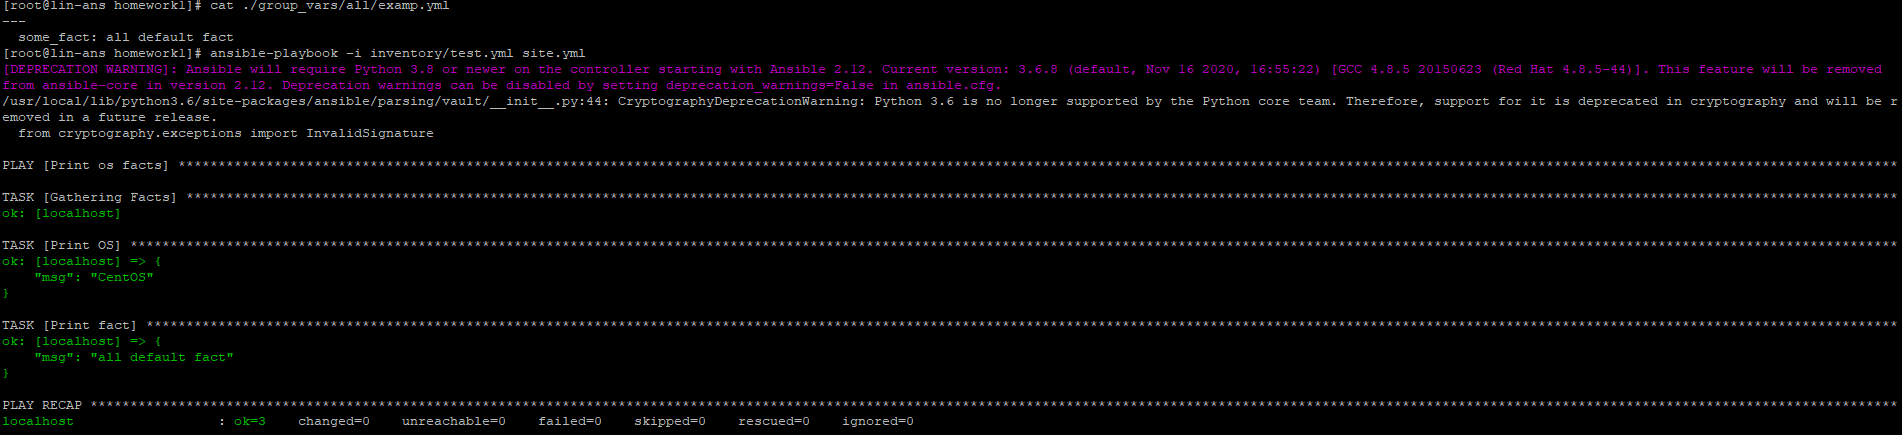 [root@lin-ans homework1]# cat ./group_vars/all/examp.yml
---
  some_fact: all default fact
[root@lin-ans homework1]# ansible-playbook -i inventory/test.yml site.yml
[DEPRECATION WARNING]: Ansible will require Python 3.8 or newer on the controller starting with Ansible 2.12. Current version: 3.6.8 (default, Nov 16 2020, 16:55:22) [GCC 4.8.5 20150623 (Red Hat 4.8.5-44)]. This feature will be removed
from ansible-core in version 2.12. Deprecation warnings can be disabled by setting deprecation_warnings=False in ansible.cfg.
/usr/local/lib/python3.6/site-packages/ansible/parsing/vault/__init__.py:44: CryptographyDeprecationWarning: Python 3.6 is no longer supported by the Python core team. Therefore, support for it is deprecated in cryptography and will be r
emoved in a future release.
  from cryptography.exceptions import InvalidSignature
PLAY [Print os facts] ****************************************************************************************************************************************************************************************************************
TASK [Gathering Facts] ***************************************************************************************************************************************************************************************************************
ok: [localhost]
TASK [Print OS] **********************************************************************************************************************************************************************************************************************
ok: [localhost] => {
    "msg": "CentOS"
}
TASK [Print fact] ********************************************************************************************************************************************************************************************************************
ok: [localhost] => {
    "msg": "all default fact"
}
PLAY RECAP ***************************************************************************************************************************************************************************************************************************
localhost                  : ok=3    changed=0    unreachable=0    failed=0    skipped=0    rescued=0    ignored=0